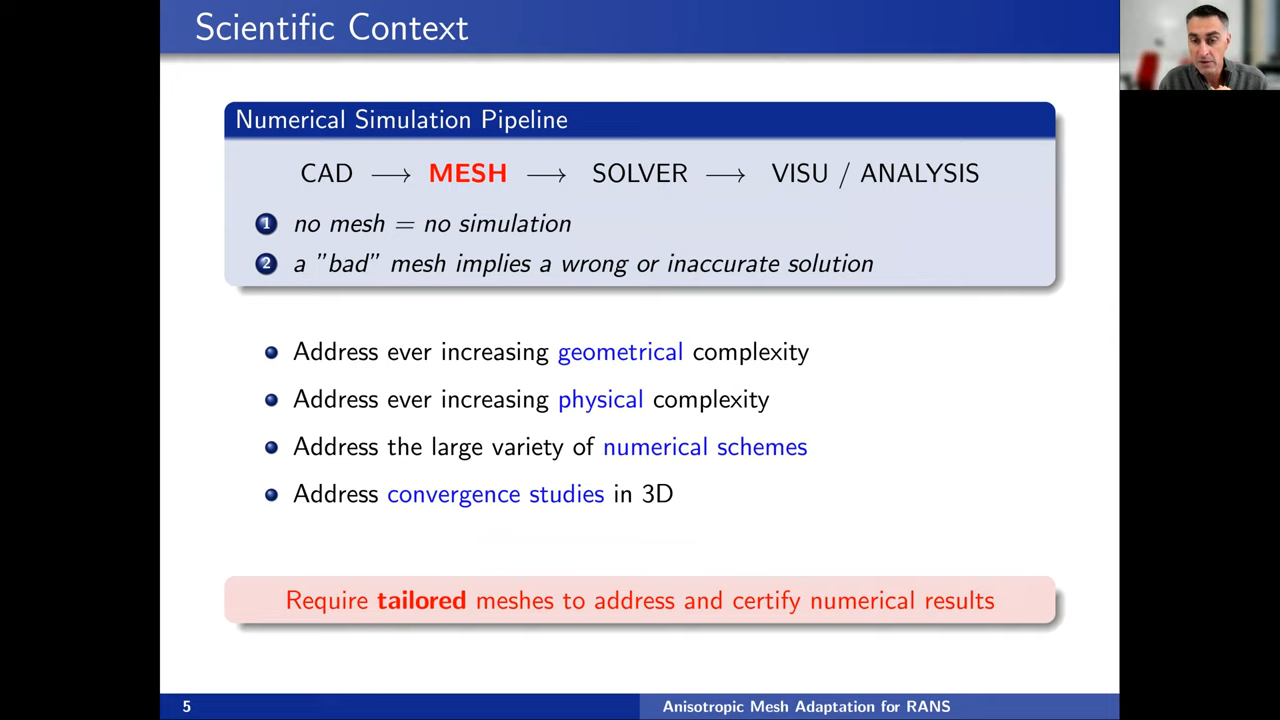 Scientific Context
Numerical Simulation Pipeline
CAD → MESH → SOLVER → VISU / ANALYSIS
1 no mesh = no simulation
2 a "bad" mesh implies a wrong or inaccurate solution
Address ever increasing geometrical complexity
Address ever increasing physical complexity
Address the large variety of numerical schemes
Address convergence studies in 3D
Require tailored meshes to address and certify numerical results
5 Anisotropic Mesh Adaptation for RANS